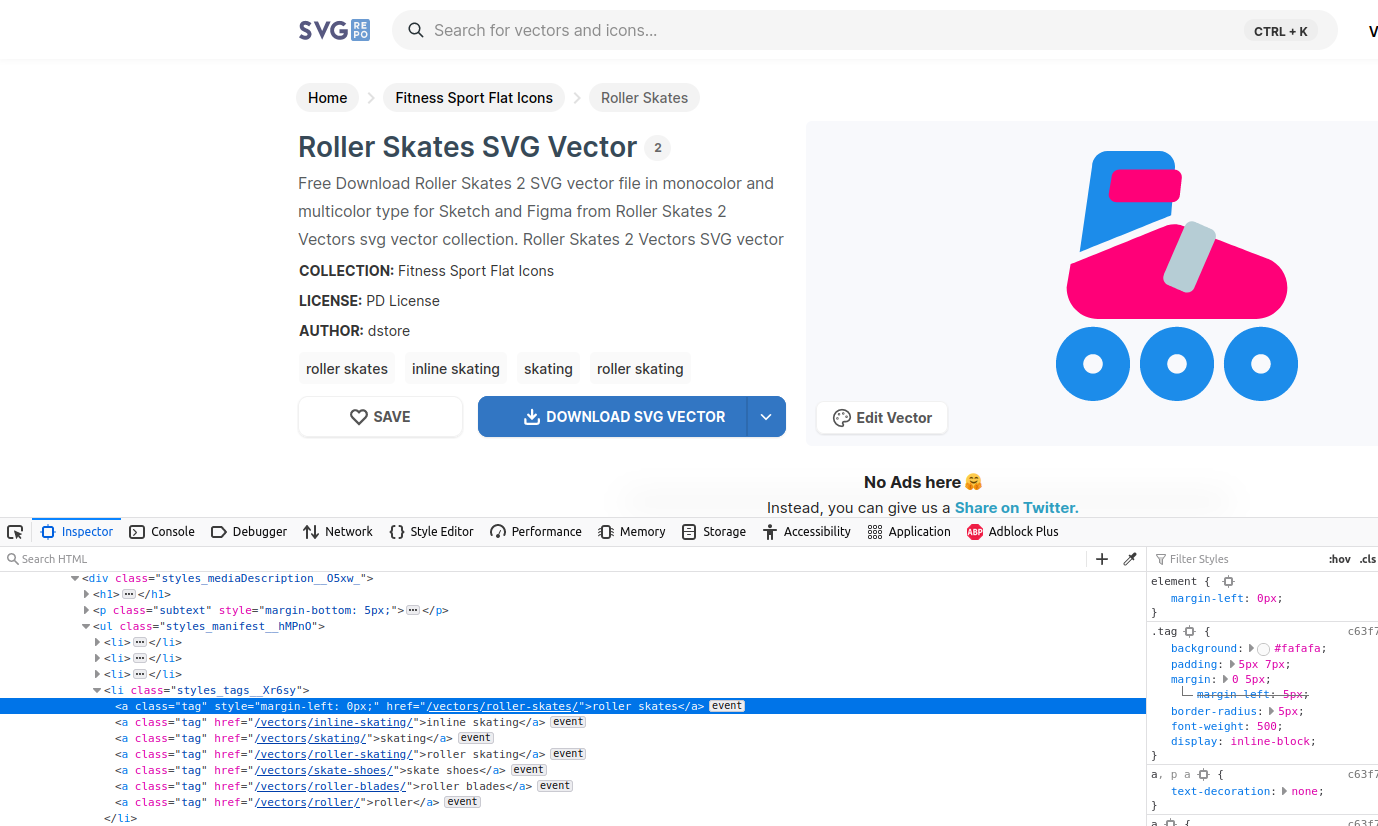 SVG REPO
Search for vectors and icons... CTRL + K
Home Fitness Sport Flat Icons Roller Skates
Roller Skates SVG Vector 2
Free Download Roller Skates 2 SVG vector file in monocolor and
multicolor type for Sketch and Figma from Roller Skates 2
Vectors svg vector collection. Roller Skates 2 Vectors SVG vector
COLLECTION: Fitness Sport Flat Icons
LICENSE: PD License
AUTHOR: dstore
roller skates inline skating skating roller skating
SAVE DOWNLOAD SVG VECTOR
Edit Vector
No Ads here 🤗
Instead, you can give us a Share on Twitter.
Inspector Console Debugger Network Style Editor Performance Memory Storage Accessibility Application ABP Adblock Plus
Search HTML
<div class="styles_mediaDescription__O5xw_">
<h1>⋯</h1>
<p class="subtext" style="margin-bottom: 5px;">⋯</p>
<ul class="styles_manifest__hMPnO">
<li>⋯</li>
<li>⋯</li>
<li>⋯</li>
<li class="styles_tags__Xr6sy">
<a class="tag" style="margin-left: 0px;" href="/vectors/roller-skates/">roller skates</a> event
<a class="tag" href="/vectors/inline-skating/">inline skating</a> event
<a class="tag" href="/vectors/skating/">skating</a> event
<a class="tag" href="/vectors/roller-skating/">roller skating</a> event
<a class="tag" href="/vectors/skate-shoes/">skate shoes</a> event
<a class="tag" href="/vectors/roller-blades/">roller blades</a> event
<a class="tag" href="/vectors/roller/">roller</a> event
</li>
Filter Styles :hov .cls
element {
margin-left: 0px;
}
.tag { c63f7
background: #fafafa;
padding: 5px 7px;
margin: 0 5px;
margin-left: 5px;
border-radius: 5px;
font-weight: 500;
display: inline-block;
}
a, p a { c63f7
text-decoration: none;
}
a { c63f7